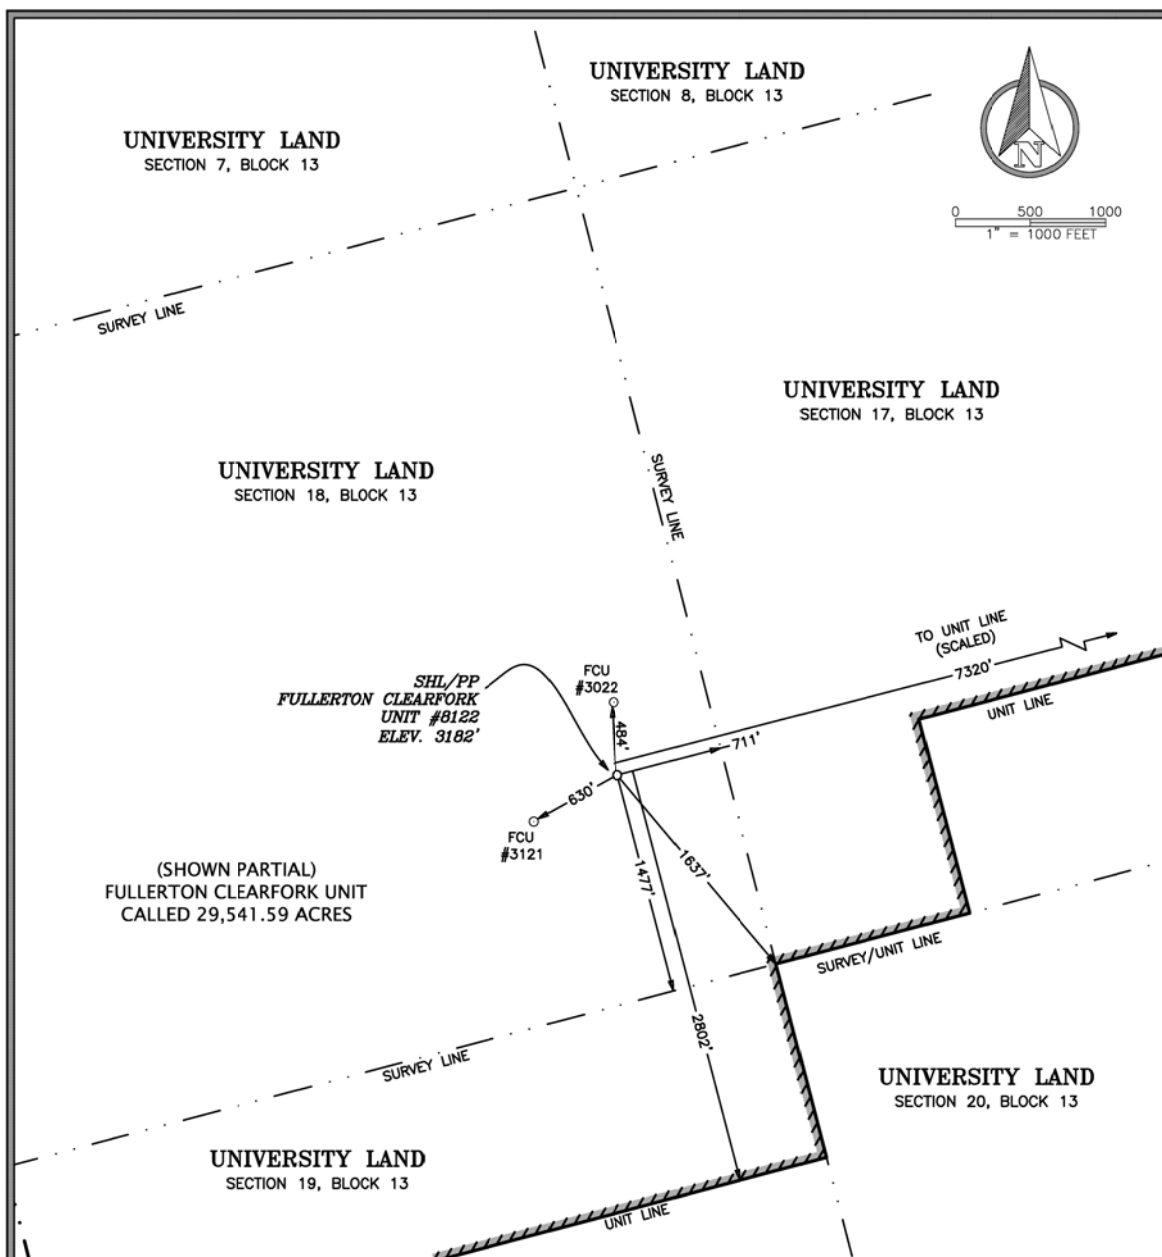 UNIVERSITY LAND
SECTION 8, BLOCK 13
UNIVERSITY LAND
SECTION 7, BLOCK 13
N
0 500 1000
1" = 1000 FEET
SURVEY LINE
UNIVERSITY LAND
SECTION 17, BLOCK 13
UNIVERSITY LAND
SECTION 18, BLOCK 13
SURVEY LINE
TO UNIT LINE
(SCALED)
7320'
UNIT LINE
SHL/PP
FULLERTON CLEARFORK
UNIT #8122
ELEV. 3182'
FCU
#3022
484'
711'
630'
FCU
#3121
1477'
1637'
(SHOWN PARTIAL)
FULLERTON CLEARFORK UNIT
CALLED 29,541.59 ACRES
SURVEY/UNIT LINE
2802'
SURVEY LINE
UNIVERSITY LAND
SECTION 20, BLOCK 13
UNIVERSITY LAND
SECTION 19, BLOCK 13
UNIT LINE